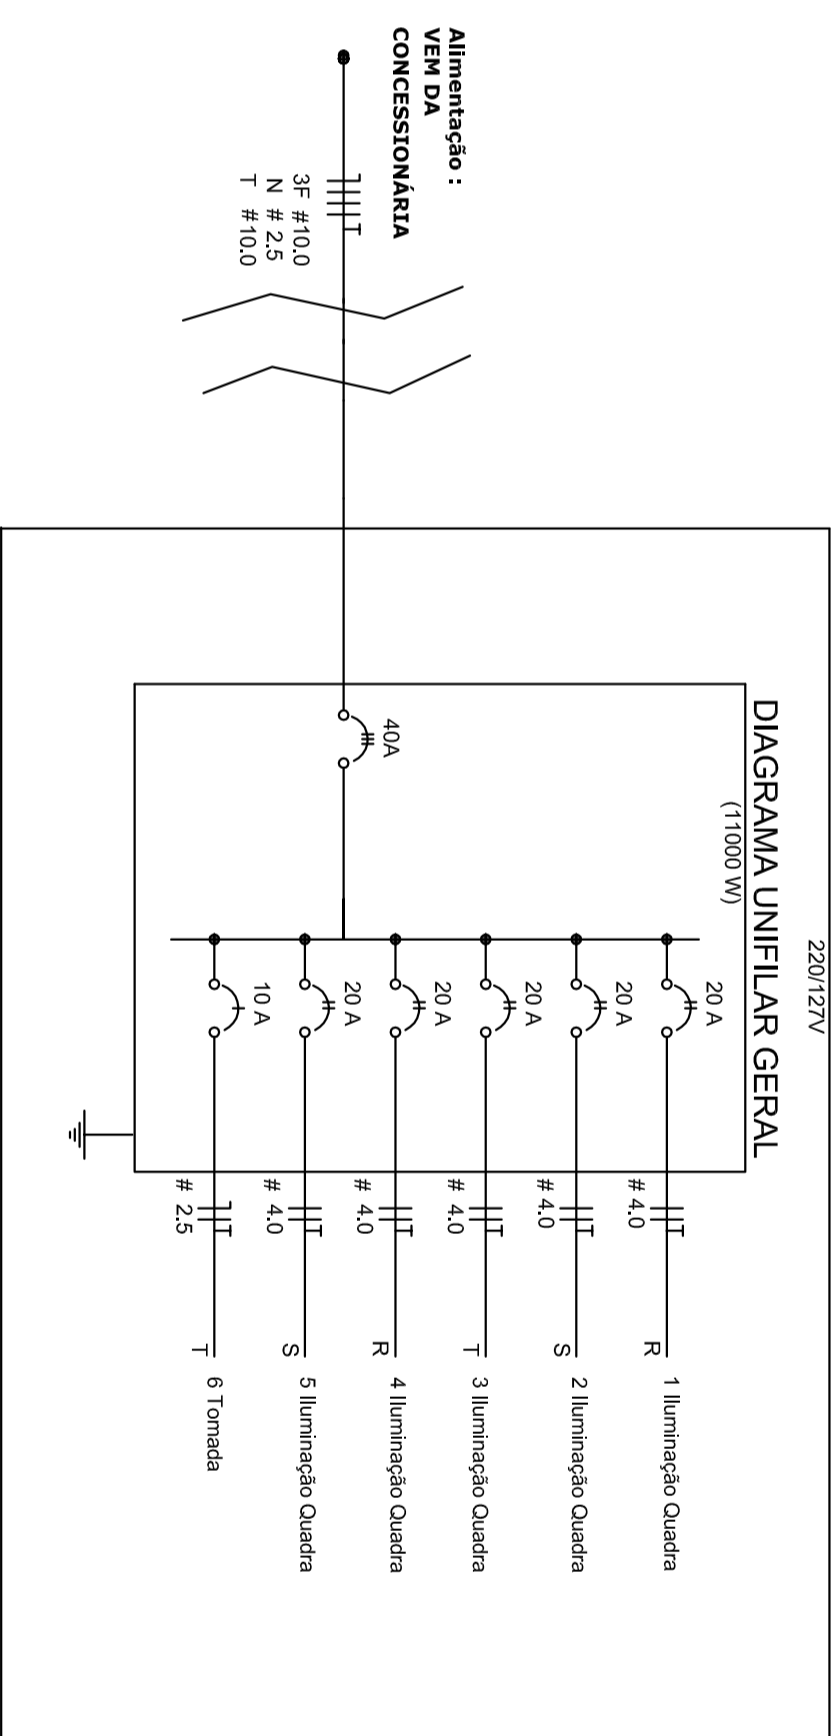 220/127V
DIAGRAMA UNIFILAR GERAL
(11000 W)
Alimentação :
VEM DA
CONCESSIONÁRIA
T
3F #10.0
N # 2.5
T #10.0
40A
20 A
T
# 4.0
R
1 Iluminação Quadra
20 A
T
# 4.0
S
2 Iluminação Quadra
20 A
T
# 4.0
T
3 Iluminação Quadra
20 A
T
# 4.0
R
4 Iluminação Quadra
20 A
T
# 4.0
S
5 Iluminação Quadra
10 A
T
# 2.5
T
6 Tomada